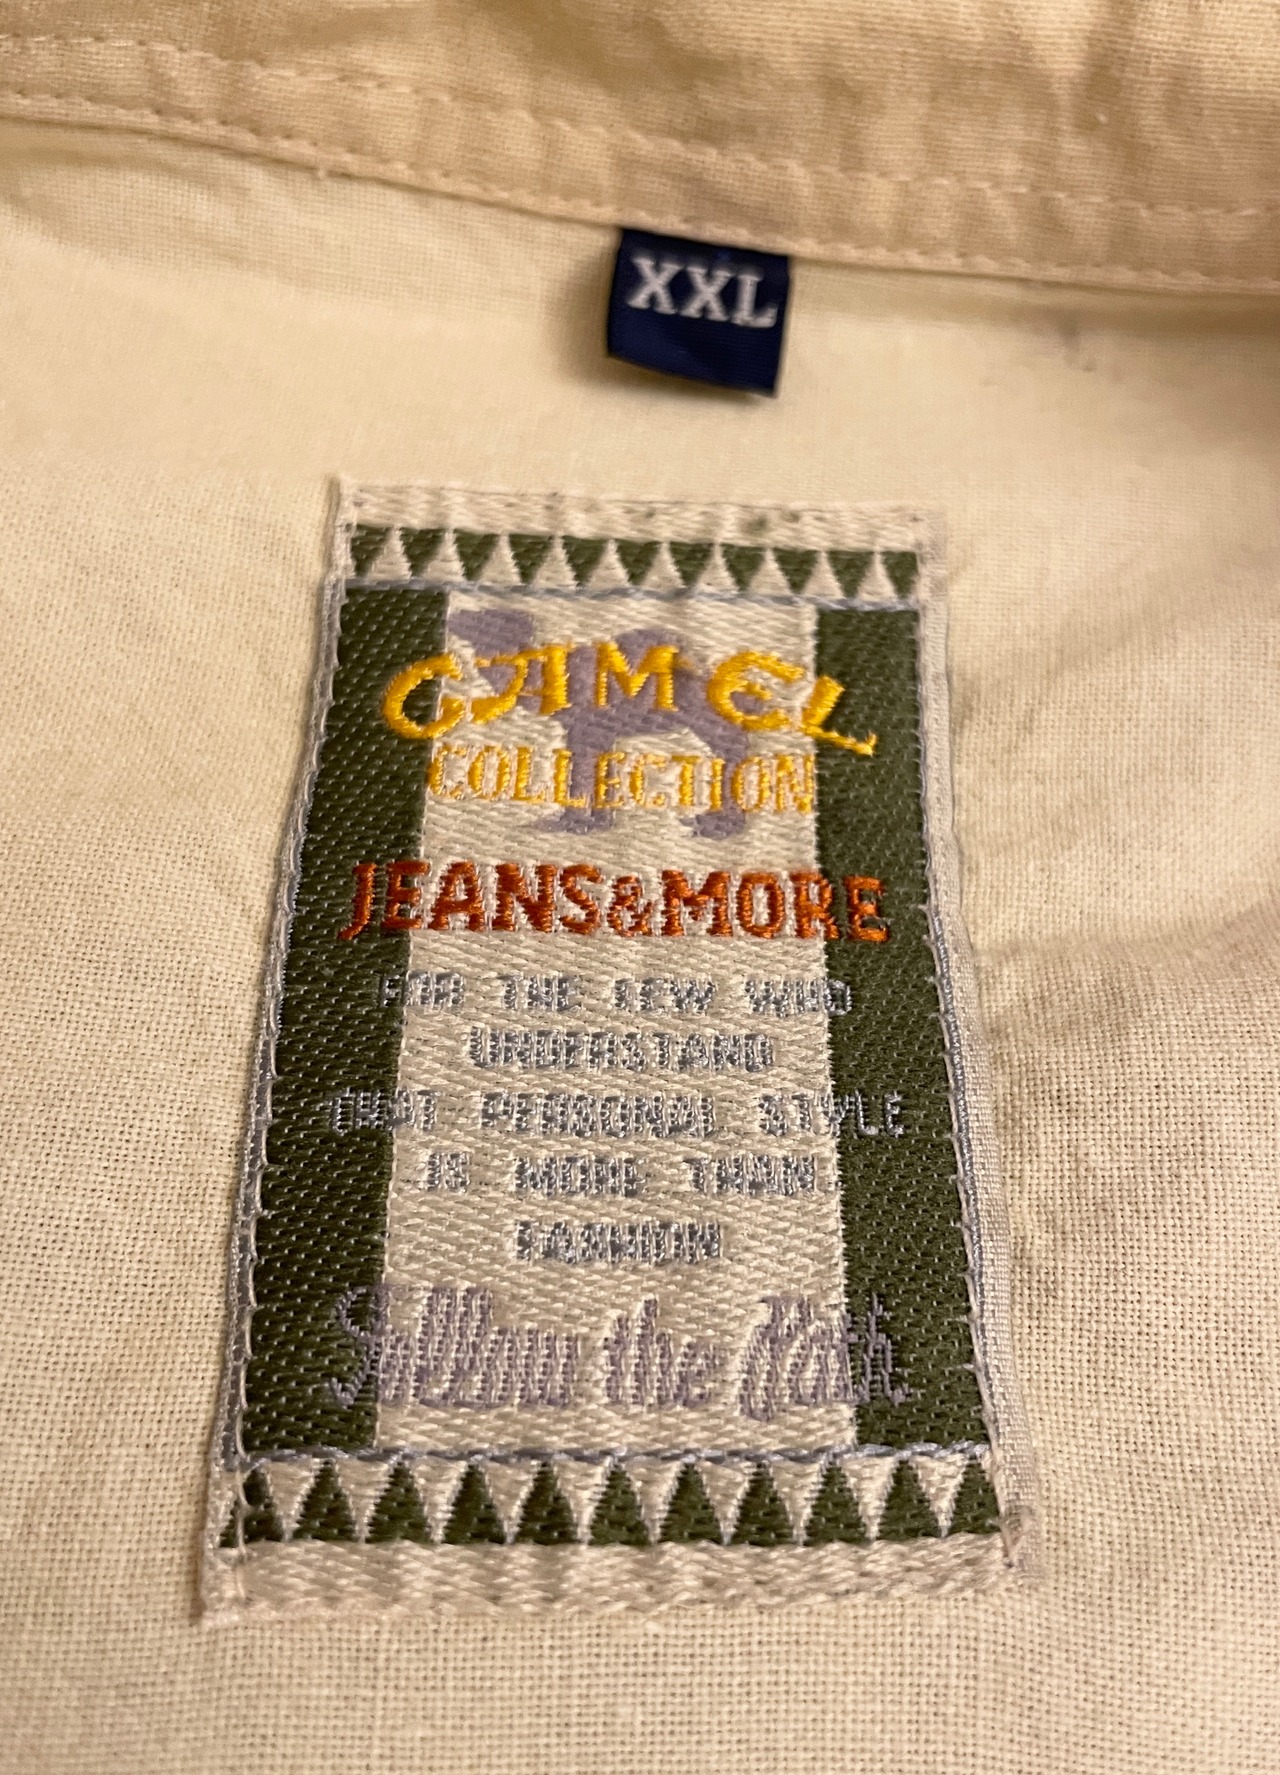 XXL
CAMEL
COLLECTION
JEANS&MORE
FOR THE FEW WHO
UNDERSTAND
THAT PERSONAL STYLE
IS MORE THAN
FASHION
Follow the Path